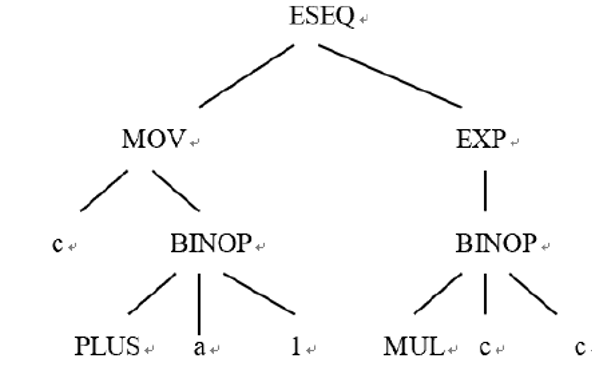 ESEQ
MOV EXP
c BINOP BINOP
PLUS a 1 MUL c c